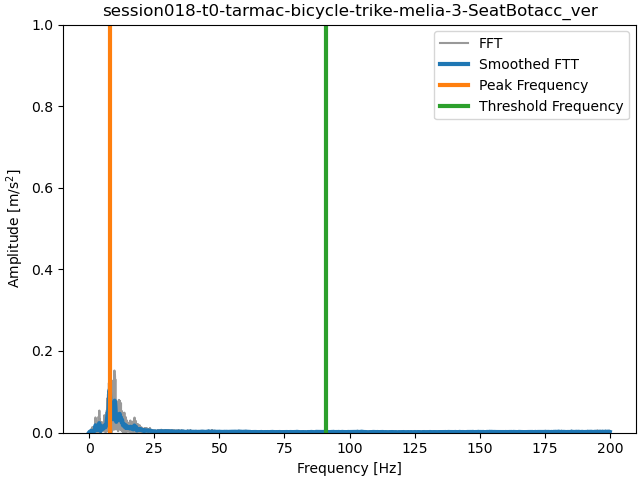 session018-t0-tarmac-bicycle-trike-melia-3-SeatBotacc_ver
1.0
0.8
0.6
0.4
0.2
0.0
Amplitude [m/s²]
FFT
Smoothed FTT
Peak Frequency
Threshold Frequency
0 25 50 75 100 125 150 175 200
Frequency [Hz]